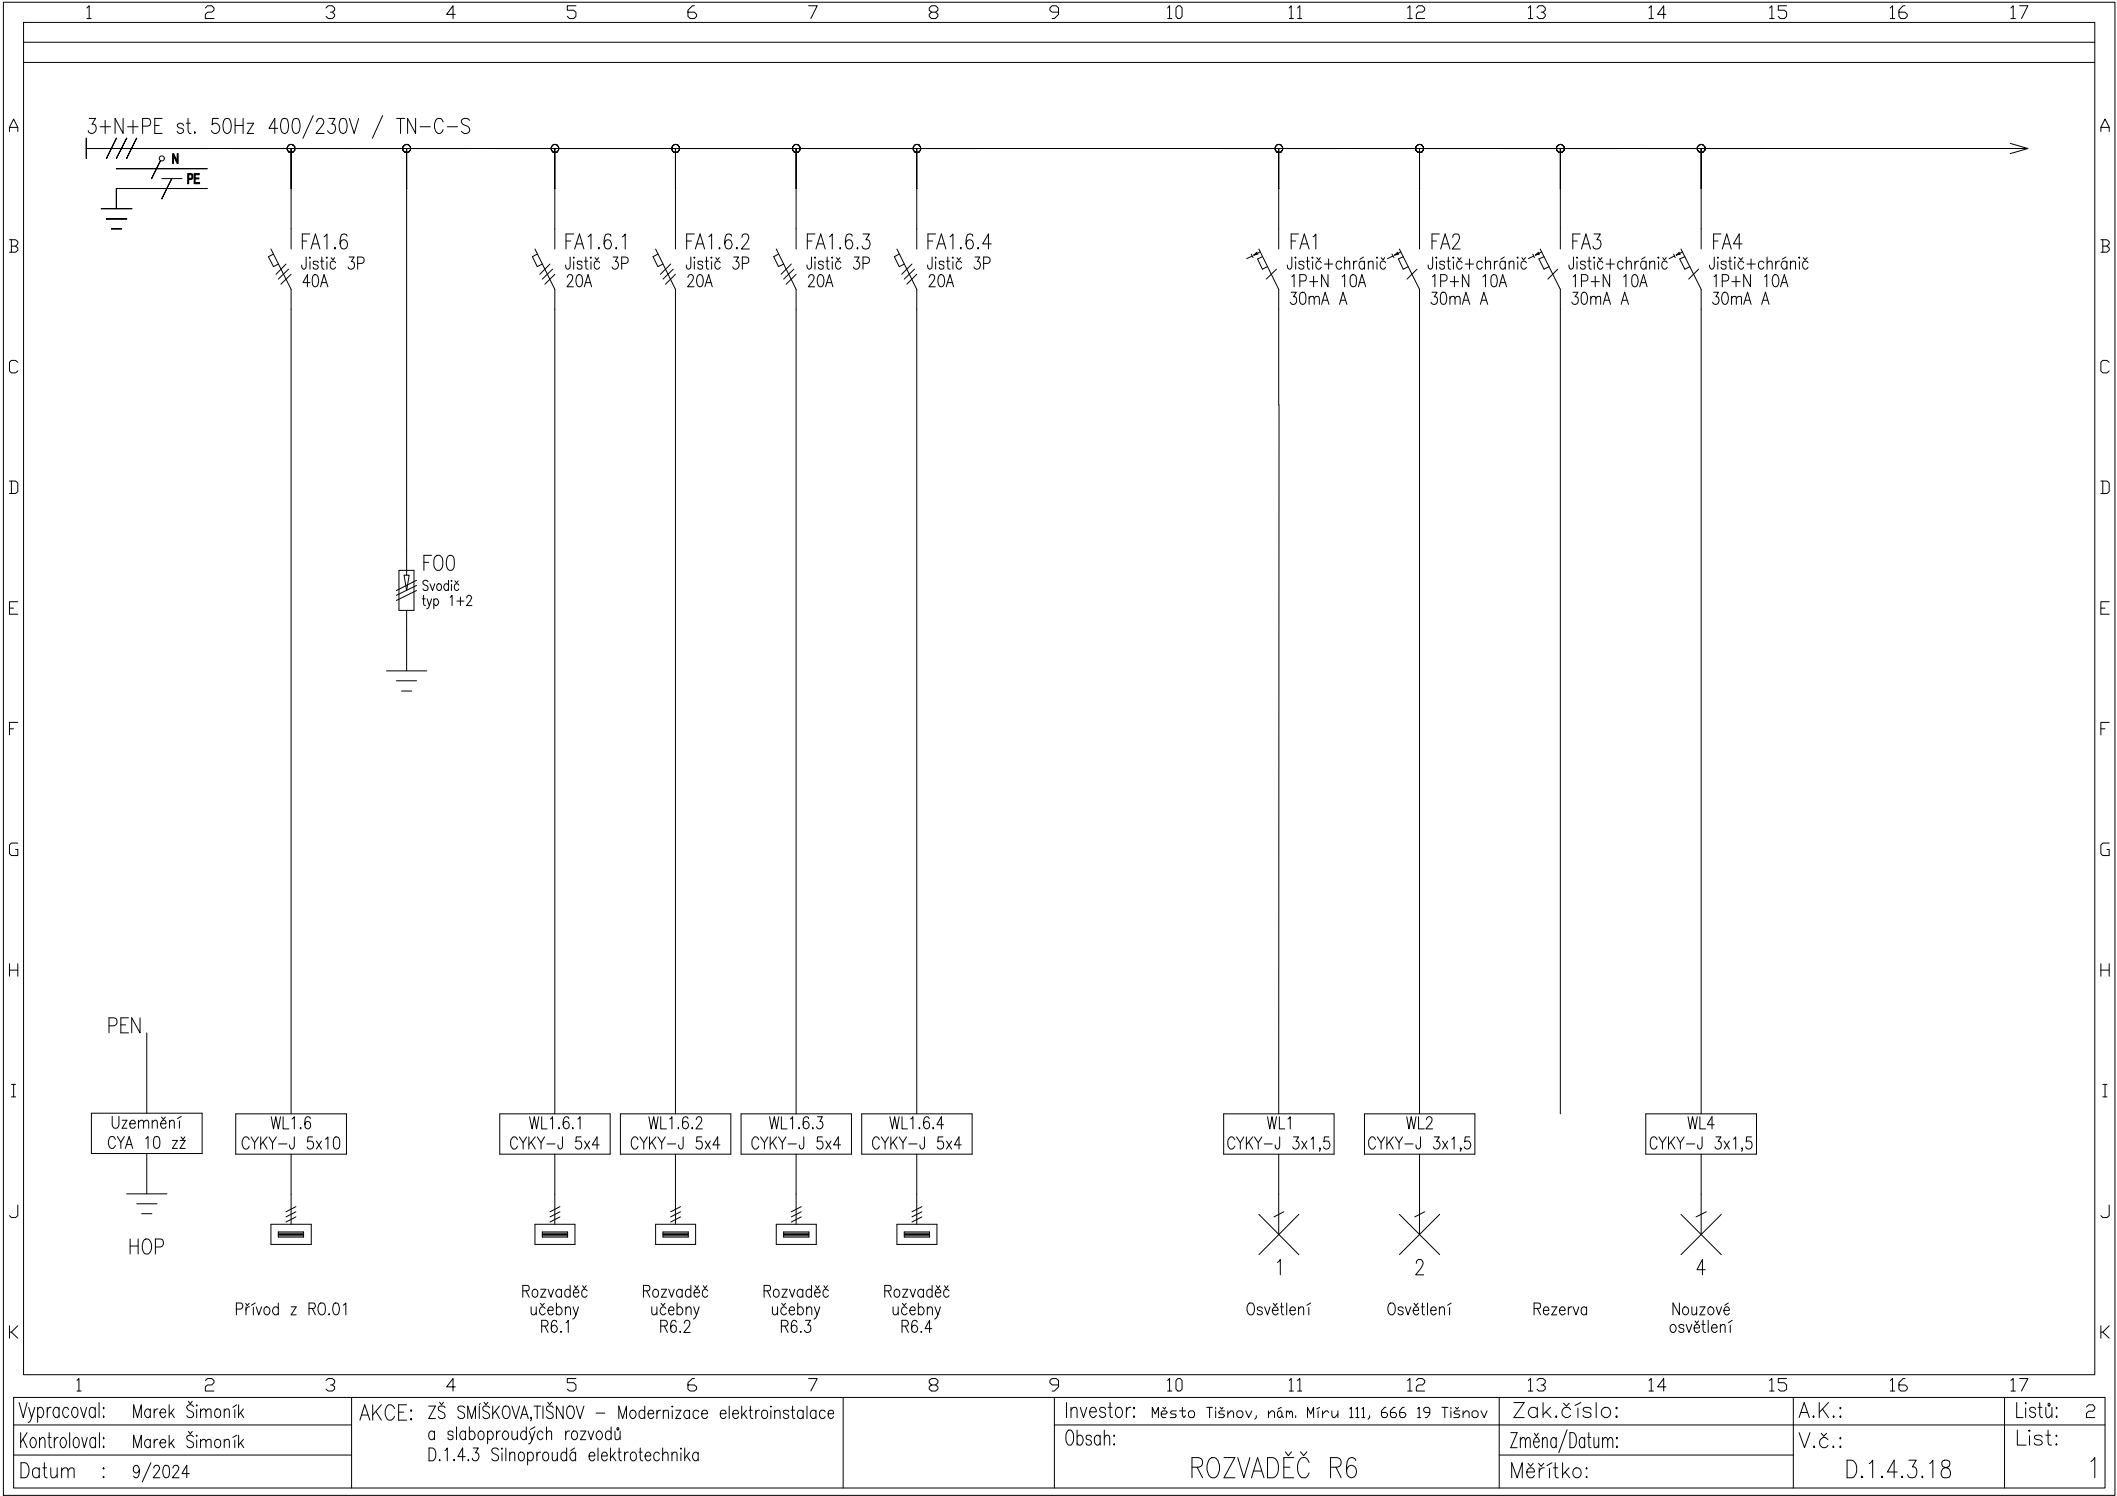 1 2 3 4 5 6 7 8 9 10 11 12 13 14 15 16 17
A A
3+N+PE st. 50Hz 400/230V / TN-C-S
N
PE
B B
FA1.6
Jistič 3P
40A
FA1.6.1
Jistič 3P
20A
FA1.6.2
Jistič 3P
20A
FA1.6.3
Jistič 3P
20A
FA1.6.4
Jistič 3P
20A
FA1
Jistič+chránič
1P+N 10A
30mA A
FA2
Jistič+chránič
1P+N 10A
30mA A
FA3
Jistič+chránič
1P+N 10A
30mA A
FA4
Jistič+chránič
1P+N 10A
30mA A
C C
D D
FO0
Svodič
typ 1+2
E E
F F
G G
H H
PEN
I I
Uzemnění
CYA 10 zž
WL1.6
CYKY-J 5x10
WL1.6.1
CYKY-J 5x4
WL1.6.2
CYKY-J 5x4
WL1.6.3
CYKY-J 5x4
WL1.6.4
CYKY-J 5x4
WL1
CYKY-J 3x1,5
WL2
CYKY-J 3x1,5
WL4
CYKY-J 3x1,5
J J
HOP
1
2
4
Přívod z RO.01
Rozvaděč
učebny
R6.1
Rozvaděč
učebny
R6.2
Rozvaděč
učebny
R6.3
Rozvaděč
učebny
R6.4
Osvětlení
Osvětlení
Rezerva
Nouzové
osvětlení
K K
1 2 3 4 5 6 7 8 9 10 11 12 13 14 15 16 17
Vypracoval: Marek Šimoník
Kontroloval: Marek Šimoník
Datum : 9/2024
AKCE: ZŠ SMÍŠKOVA,TIŠNOV – Modernizace elektroinstalace
a slaboproudých rozvodů
D.1.4.3 Silnoproudá elektrotechnika
Investor: Město Tišnov, nám. Míru 111, 666 19 Tišnov
Obsah:
ROZVADĚČ R6
Zak.číslo:
Změna/Datum:
Měřítko:
A.K.:
V.č.:
D.1.4.3.18
Listů: 2
List:
1